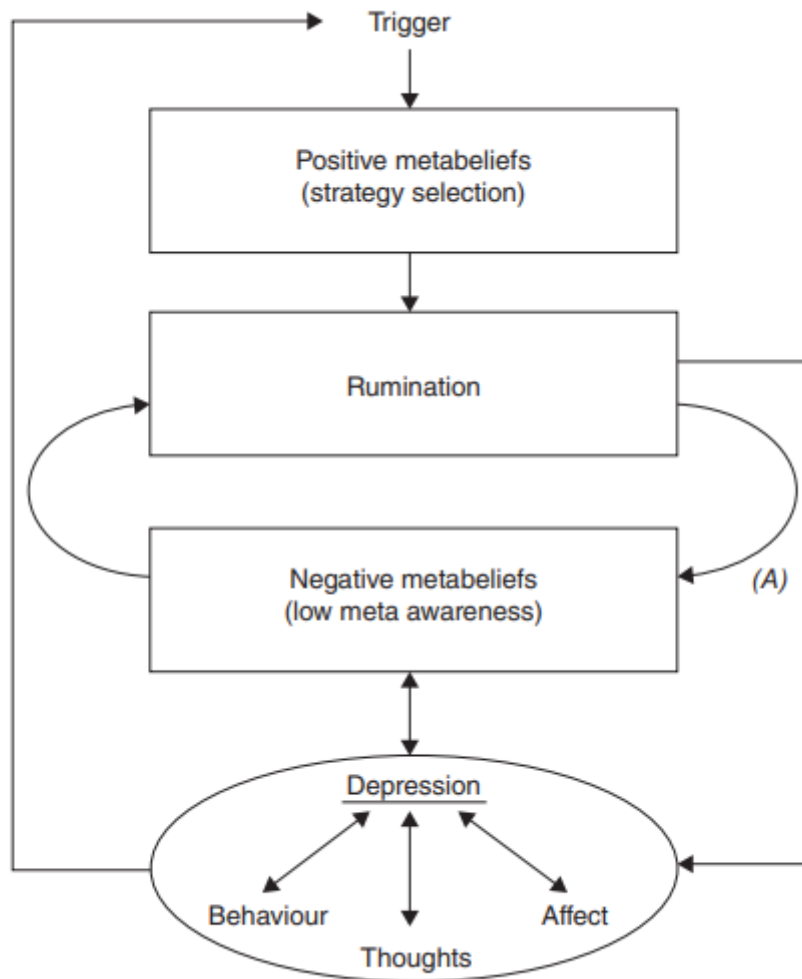 Trigger
Positive metabeliefs
(strategy selection)
Rumination
(A)
Negative metabeliefs
(low meta awareness)
Depression
Behaviour
Affect
Thoughts